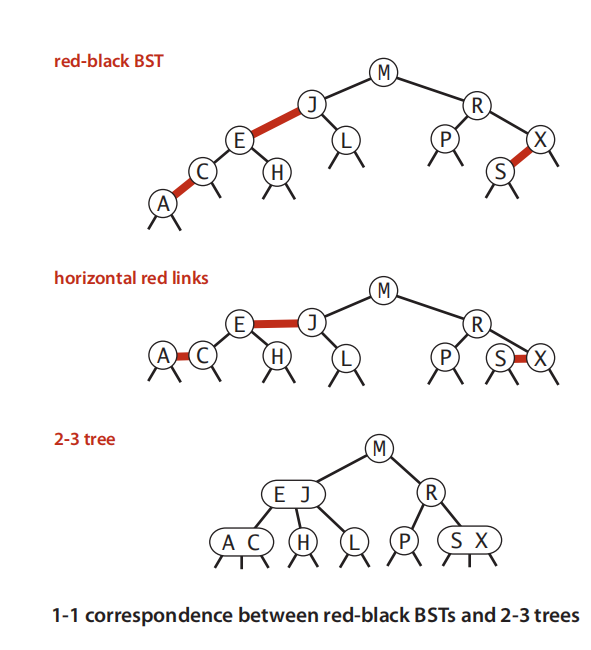 red-black BST
M
J R
E L P X
C H S
A
horizontal red links
M
E J R
A C H L P S X
2-3 tree
M
E J R
A C H L P S X
1-1 correspondence between red-black BSTs and 2-3 trees